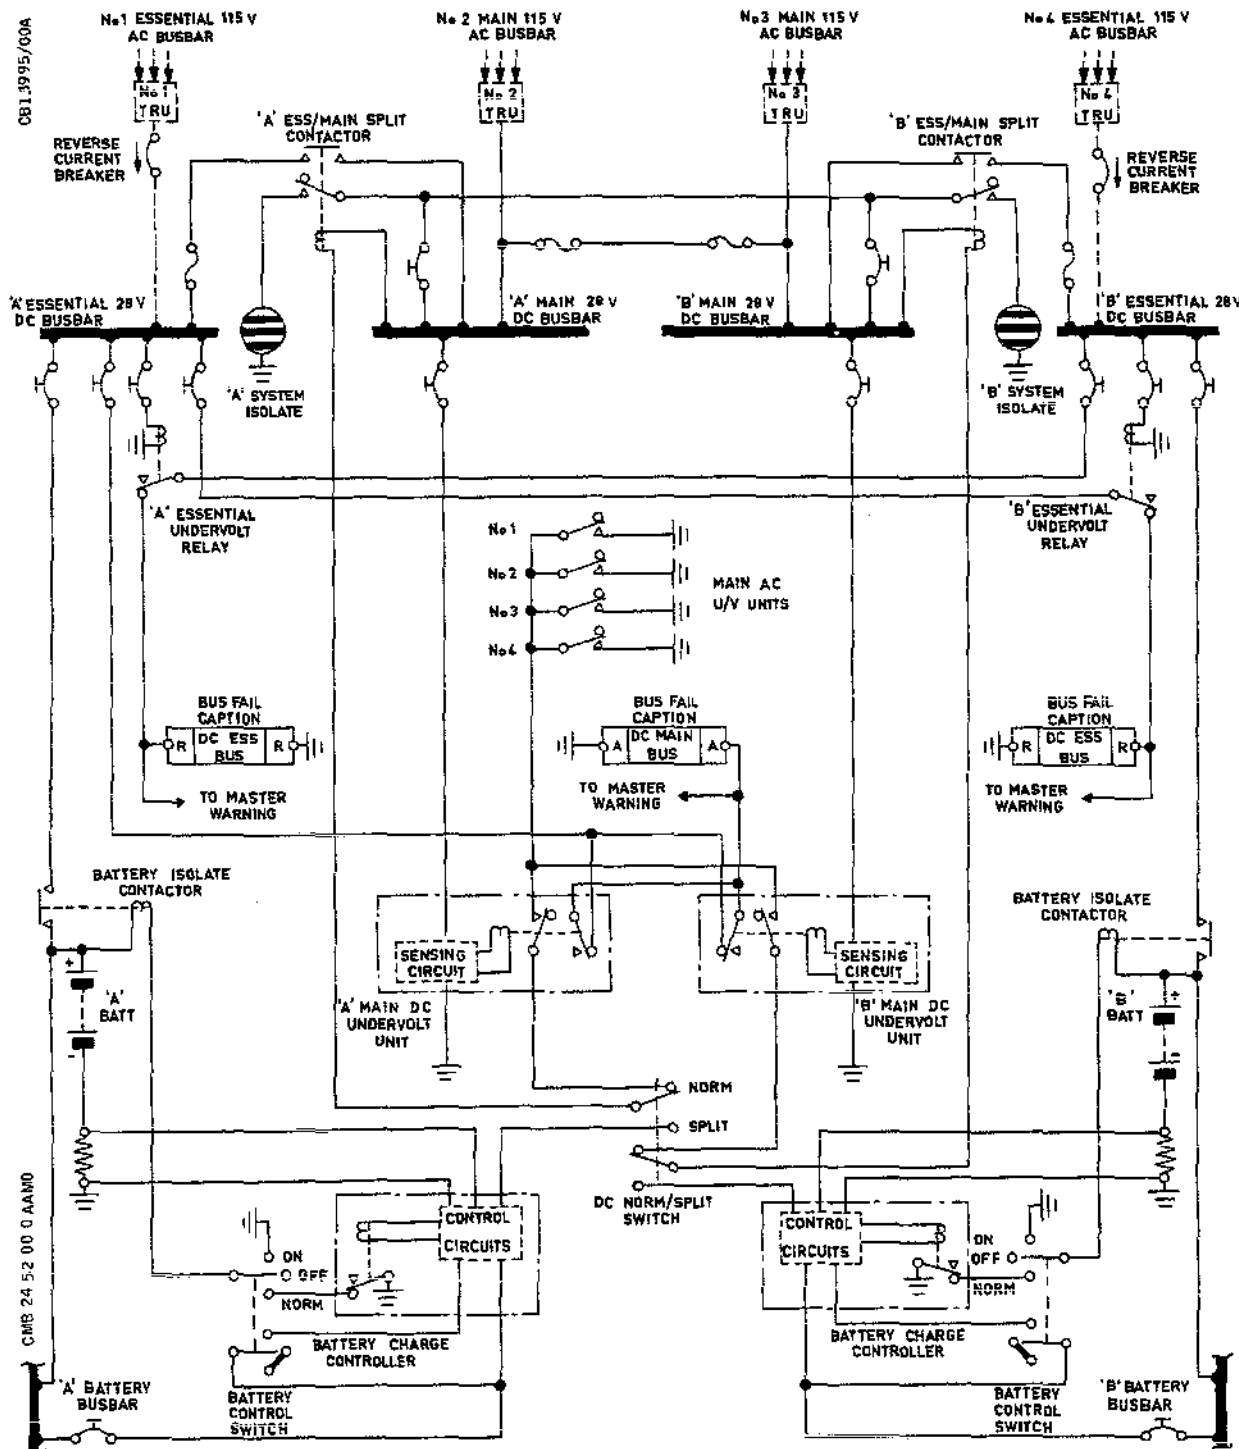 CB13995/00A
No1 ESSENTIAL 115 V
AC BUSBAR
No 2 MAIN 115 V
AC BUSBAR
No3 MAIN 115 V
AC BUSBAR
No4 ESSENTIAL 115 V
AC BUSBAR
No 1
TRU
No 2
TRU
No 3
TRU
No 4
TRU
REVERSE
CURRENT
BREAKER
'A' ESS/MAIN SPLIT
CONTACTOR
'B' ESS/MAIN SPLIT
CONTACTOR
REVERSE
CURRENT
BREAKER
'A' ESSENTIAL 28 V
DC BUSBAR
'A' MAIN 28 V
DC BUSBAR
'B' MAIN 28 V
DC BUSBAR
'B' ESSENTIAL 28 V
DC BUSBAR
'A' SYSTEM
ISOLATE
'B' SYSTEM
ISOLATE
'A' ESSENTIAL
UNDERVOLT
RELAY
'B' ESSENTIAL
UNDERVOLT
RELAY
No1
No2
No3
No4
MAIN AC
U/V UNITS
BUS FAIL
CAPTION
R DC ESS BUS R
TO MASTER
WARNING
BUS FAIL
CAPTION
A DC MAIN BUS A
TO MASTER
WARNING
BUS FAIL
CAPTION
R DC ESS BUS R
TO MASTER
WARNING
BATTERY ISOLATE
CONTACTOR
BATTERY ISOLATE
CONTACTOR
SENSING
CIRCUIT
SENSING
CIRCUIT
+
'A'
BATT
-
'A' MAIN DC
UNDERVOLT
UNIT
'B' MAIN DC
UNDERVOLT
UNIT
+
'B'
BATT
-
NORM
SPLIT
DC NORM/SPLIT
SWITCH
CONTROL
CIRCUITS
ON
OFF
NORM
CONTROL
CIRCUITS
ON
OFF
NORM
BATTERY CHARGE
CONTROLLER
BATTERY CHARGE
CONTROLLER
BATTERY
CONTROL
SWITCH
BATTERY
CONTROL
SWITCH
'A' BATTERY
BUSBAR
'B' BATTERY
BUSBAR
CMB 24 52 00 0 AAM0